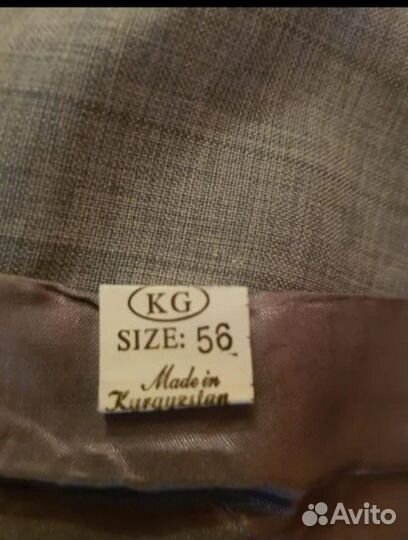 KG
SIZE: 56
Made in
Kyrgyzstan
Avito